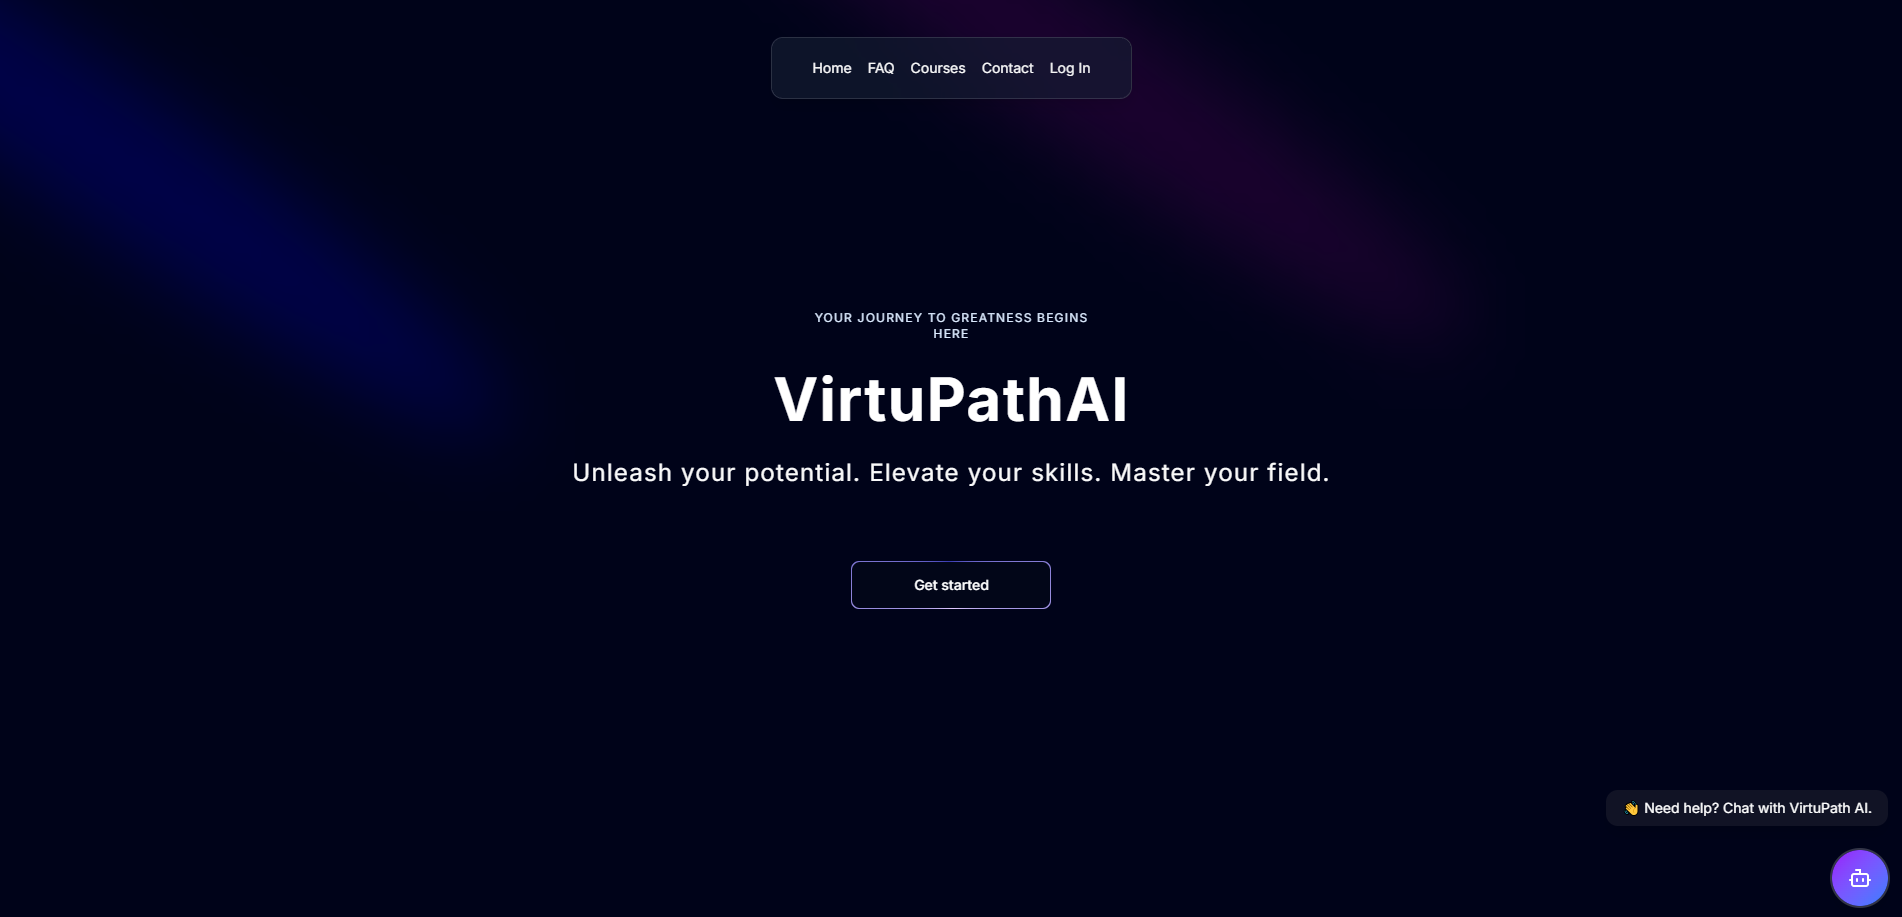 Home FAQ Courses Contact Log In
YOUR JOURNEY TO GREATNESS BEGINS
HERE
VirtuPathAI
Unleash your potential. Elevate your skills. Master your field.
Get started
👋 Need help? Chat with VirtuPath AI.